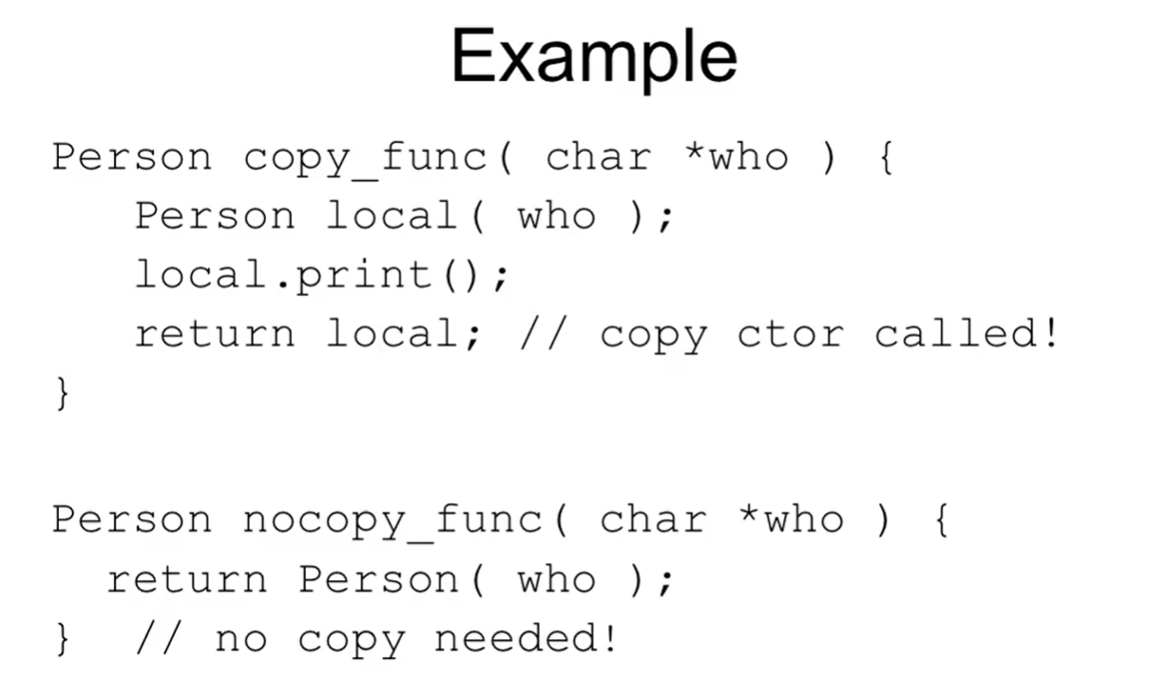 Example
Person copy_func( char *who ) {
Person local( who );
local.print();
return local; // copy ctor called!
}
Person nocopy_func( char *who ) {
return Person( who );
} // no copy needed!